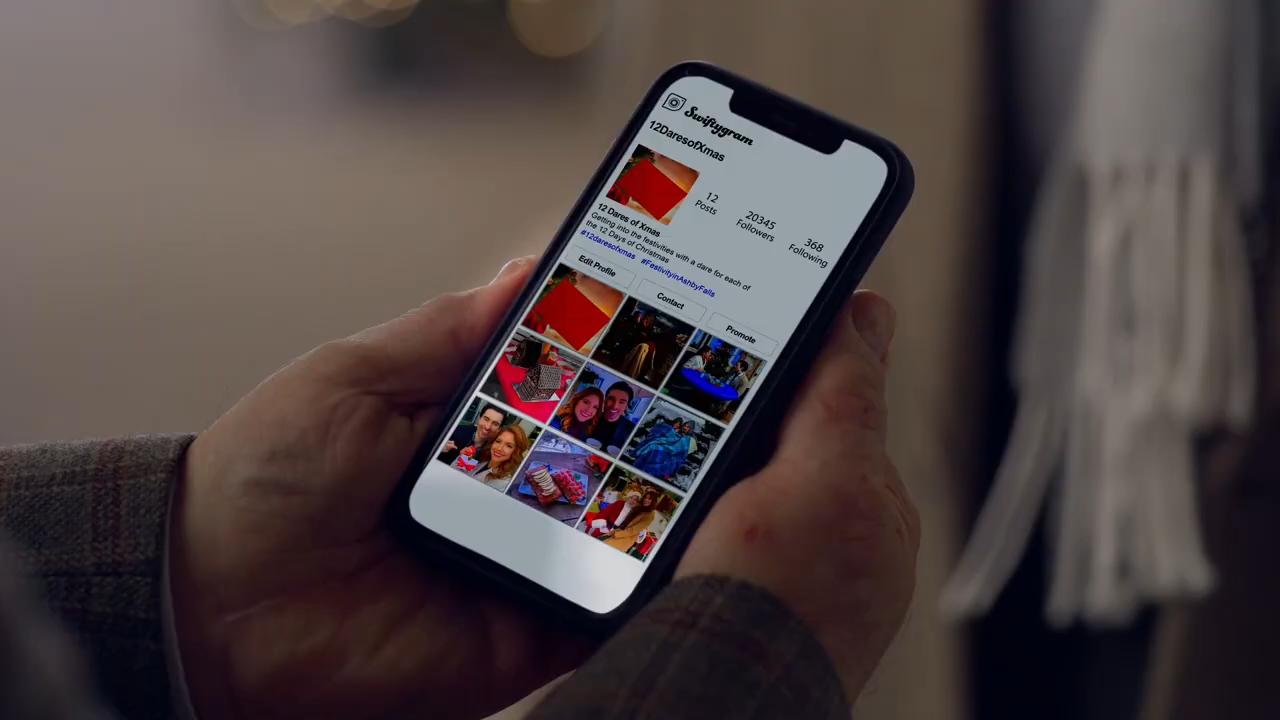 Swiftygram
12DaresofXmas
12 20345 368
Posts Followers Following
12 Dares of Xmas
Getting into the festivities with a dare for each of
the 12 Days of Christmas
#12daresofxmas #FestivityinAshbyFalls
Edit Profile Contact Promote